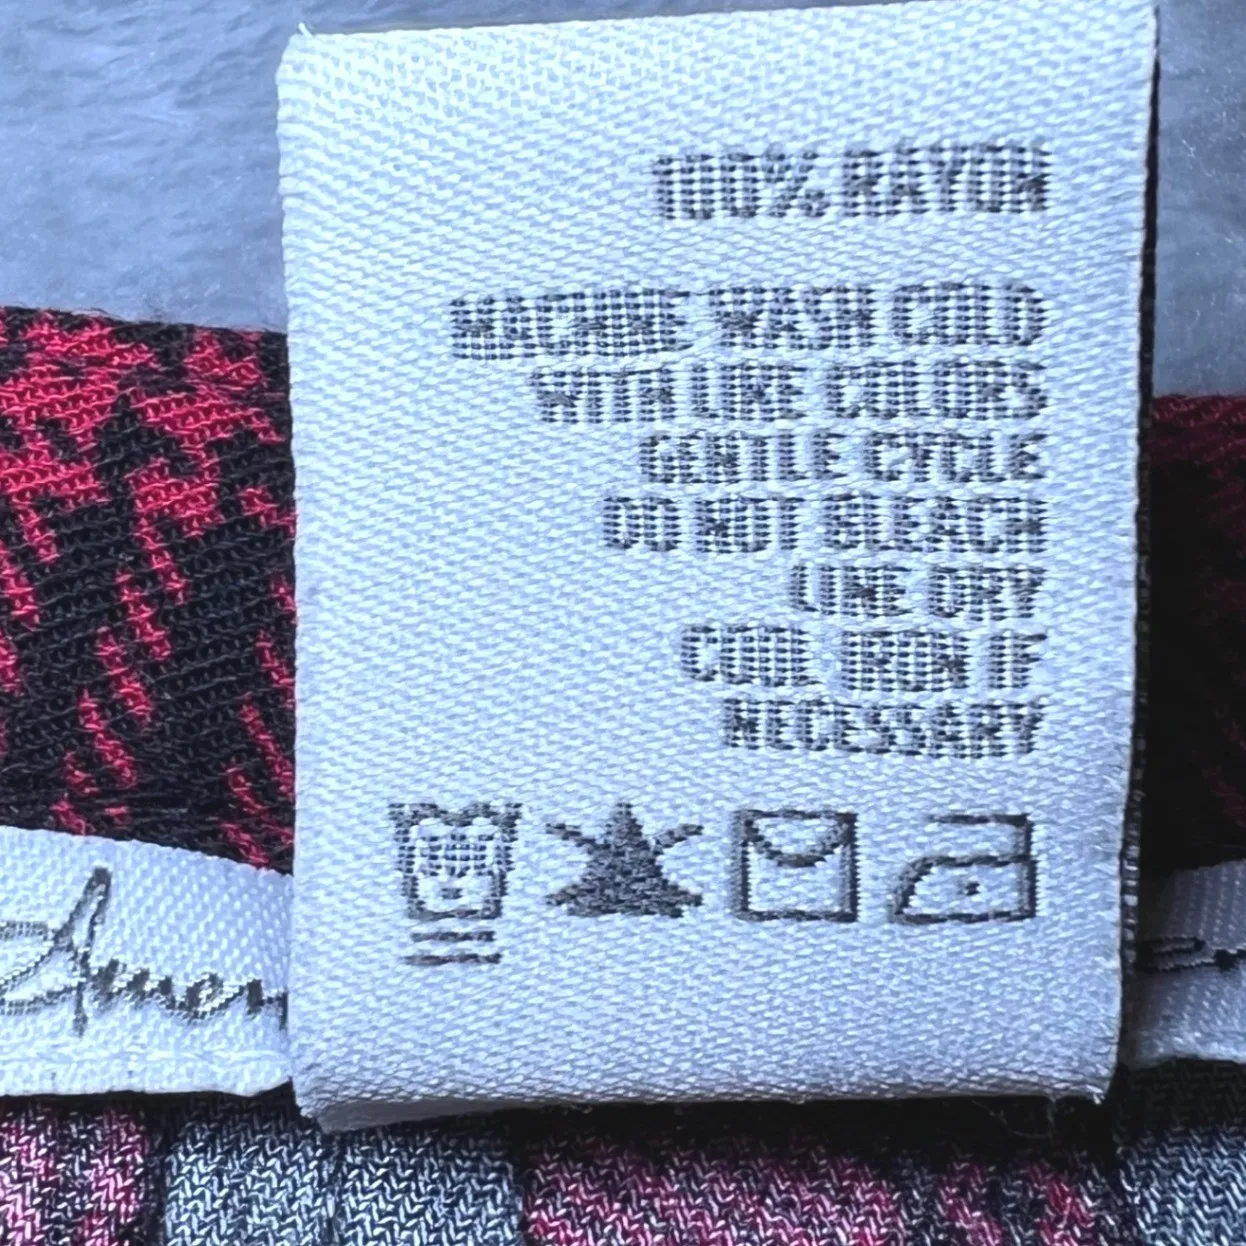 100% RAYON
MACHINE WASH COLD
WITH LIKE COLORS
GENTLE CYCLE
DO NOT BLEACH
LINE DRY
COOL IRON IF
NECESSARY
Amer